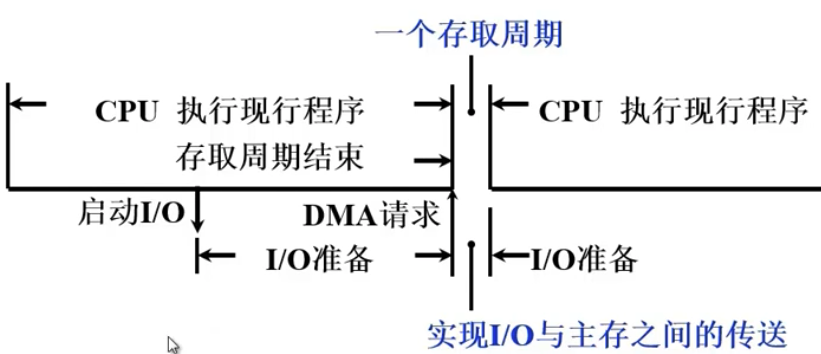 一个存取周期
CPU 执行现行程序
CPU 执行现行程序
存取周期结束
启动I/O
DMA请求
I/O准备
I/O准备
实现I/O与主存之间的传送